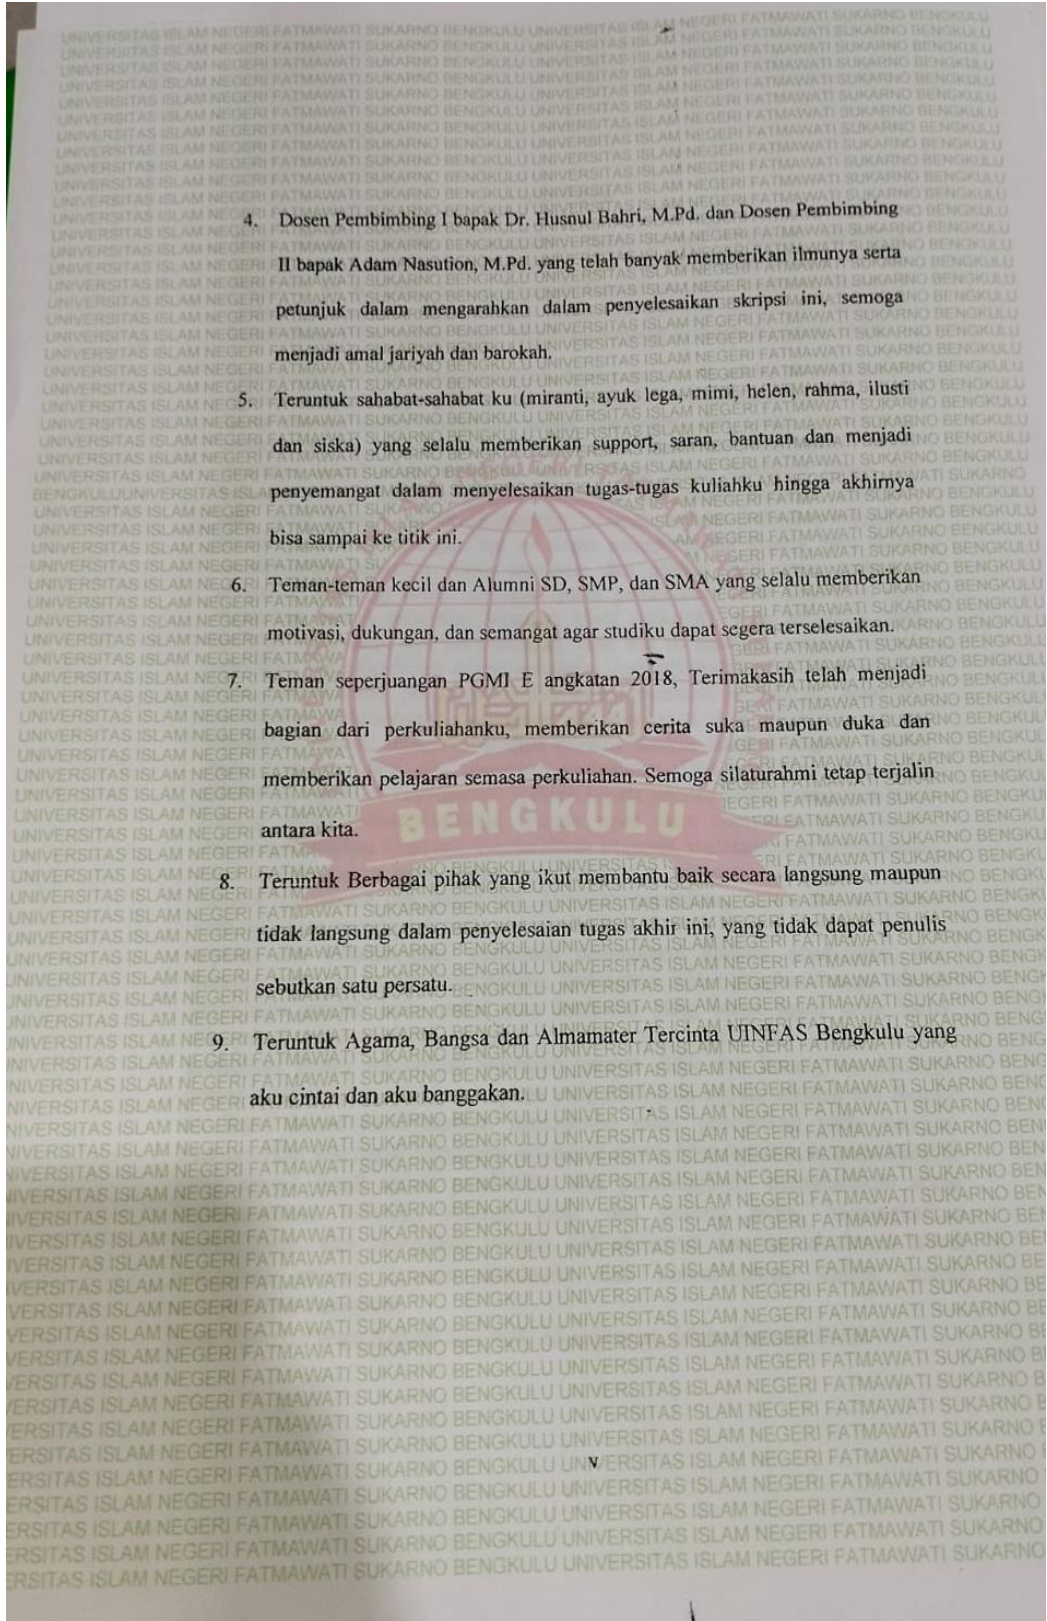 4. Dosen Pembimbing I bapak Dr. Husnul Bahri, M.Pd. dan Dosen Pembimbing
II bapak Adam Nasution, M.Pd. yang telah banyak memberikan ilmunya serta
petunjuk dalam mengarahkan dalam penyelesaikan skripsi ini, semoga
menjadi amal jariyah dan barokah.
5. Teruntuk sahabat-sahabat ku (miranti, ayuk lega, mimi, helen, rahma, ilusti
dan siska) yang selalu memberikan support, saran, bantuan dan menjadi
penyemangat dalam menyelesaikan tugas-tugas kuliahku hingga akhirnya
bisa sampai ke titik ini.
6. Teman-teman kecil dan Alumni SD, SMP, dan SMA yang selalu memberikan
motivasi, dukungan, dan semangat agar studiku dapat segera terselesaikan.
7. Teman seperjuangan PGMI E angkatan 2018, Terimakasih telah menjadi
bagian dari perkuliahanku, memberikan cerita suka maupun duka dan
memberikan pelajaran semasa perkuliahan. Semoga silaturahmi tetap terjalin
antara kita.
BENGKULU
8. Teruntuk Berbagai pihak yang ikut membantu baik secara langsung maupun
tidak langsung dalam penyelesaian tugas akhir ini, yang tidak dapat penulis
sebutkan satu persatu.
9. Teruntuk Agama, Bangsa dan Almamater Tercinta UINFAS Bengkulu yang
aku cintai dan aku banggakan.
v